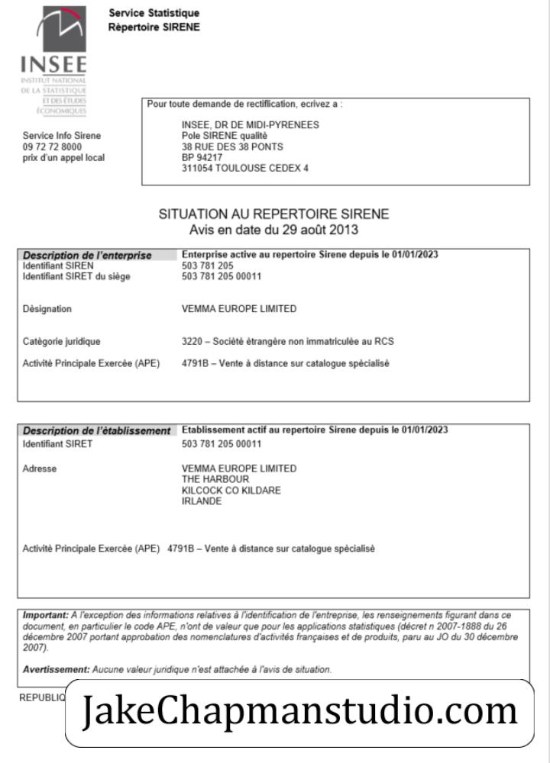 Service Statistique
Rèpertoire SIRENE
INSEE
INSTITUT NATIONAL
DE LA STATISTIQUE
ET DES ÉTUDES
ÉCONOMIQUES
Pour toute demande de rectiflication, ecrivez a :
INSEE, DR DE MIDI-PYRENEES
Pole SIRENE qualité
38 RUE DES 38 PONTS
BP 94217
311054 TOULOUSE CEDEX 4
Service Info Sirene
09 72 72 8000
prix d'un appel local
SITUATION AU REPERTOIRE SIRENE
Avis en date du 29 août 2013
Description de l'enterprise Enterprise active au repertoire Sirene depuis le 01/01/2023
Identifiant SIREN 503 781 205
Identifiant SIRET du siége 503 781 205 00011
Dèsignation VEMMA EUROPE LIMITED
Catègorie juridique 3220 – Société étrangère non immatriculée au RCS
Activité Principale Exercée (APE) 4791B – Vente à distance sur catalogue spècialisé
Description de l'ètablissement Etablissement actif au repertoire Sirene depuis le 01/01/2023
Identifiant SIRET 503 781 205 00011
Adresse VEMMA EUROPE LIMITED
THE HARBOUR
KILCOCK CO KILDARE
IRLANDE
Activité Principale Exercée (APE) 4791B – Vente à distance sur catalogue spècialisé
Important: A l'exception des informations relatives à l'identification de l'entreprise, les renseignements figurant dans ce
document, en particulier le code APE, n'ont de valeur que pour les applications statistiques (décret n 2007-1888 du 26
décembre 2007 portant approbation des nomenclatures d'activités françaises et de produits, paru au JO du 30 décembre
2007).
Avertissement: Aucune valeur juridique n'est attachée à l'avis de situation.
JakeChapmanstudio.com